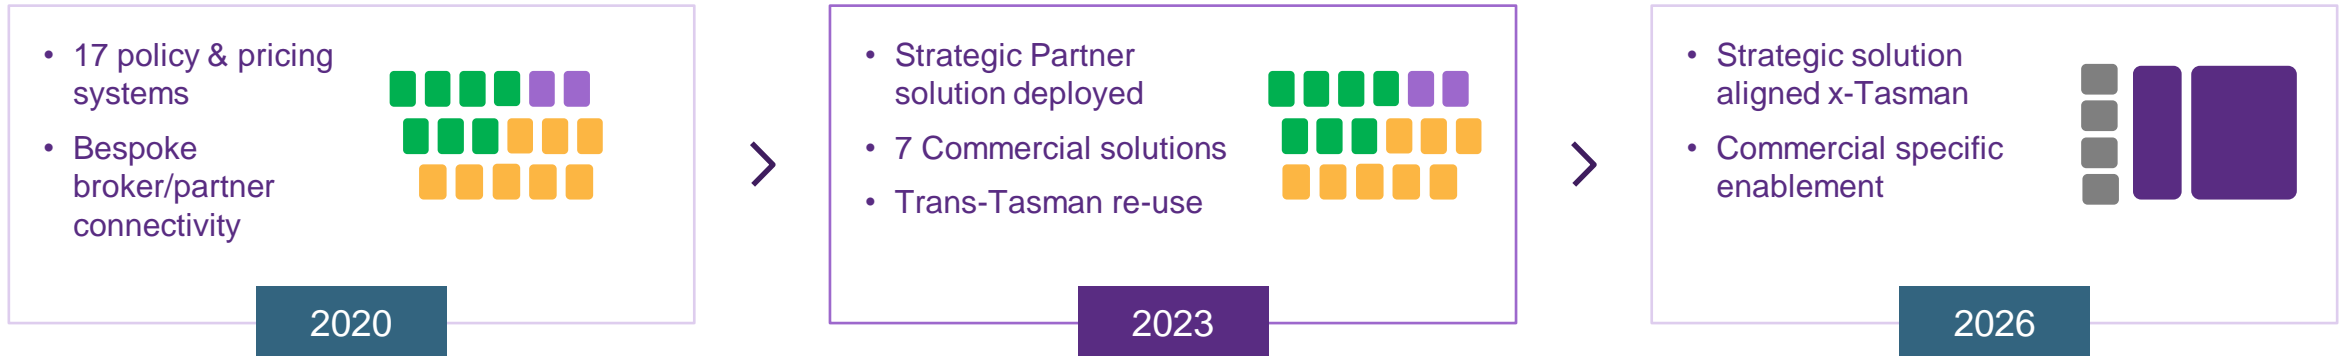 • 17 policy & pricing
systems
• Bespoke
broker/partner
connectivity
2020
• Strategic Partner
solution deployed
• 7 Commercial solutions
• Trans-Tasman re-use
2023
• Strategic solution
aligned x-Tasman
• Commercial specific
enablement
2026